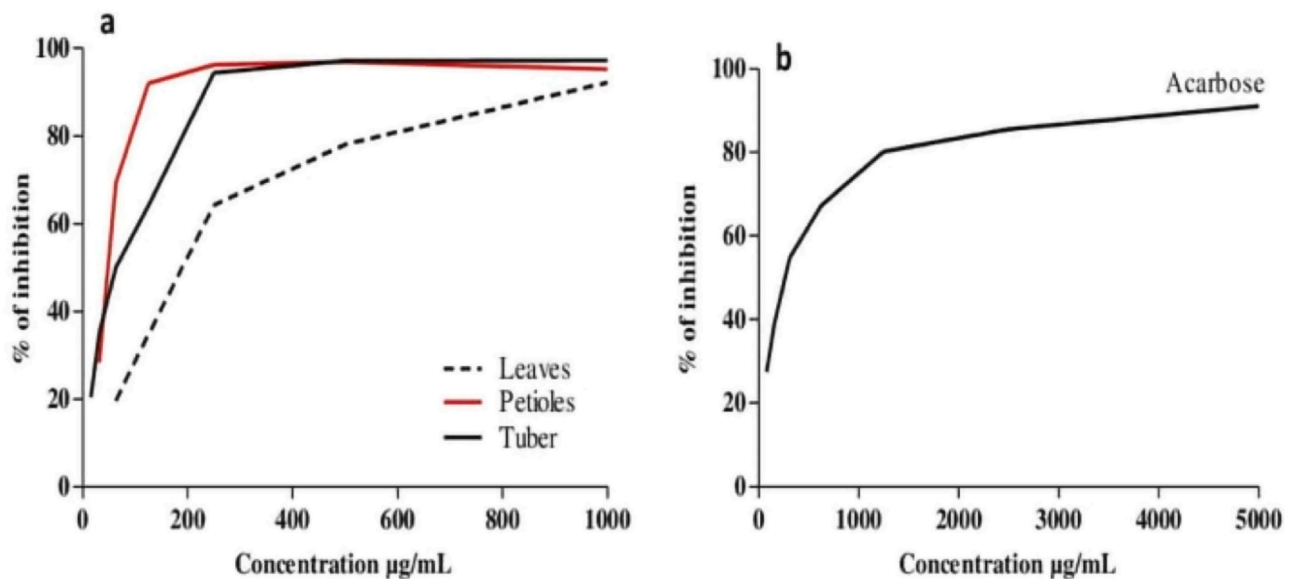 a
100
80
60
40
20
0
% of inhibition
Leaves
Petioles
Tuber
0 200 400 600 800 1000
Concentration µg/mL
b
100
80
60
40
20
0
% of inhibition
Acarbose
0 1000 2000 3000 4000 5000
Concentration µg/mL